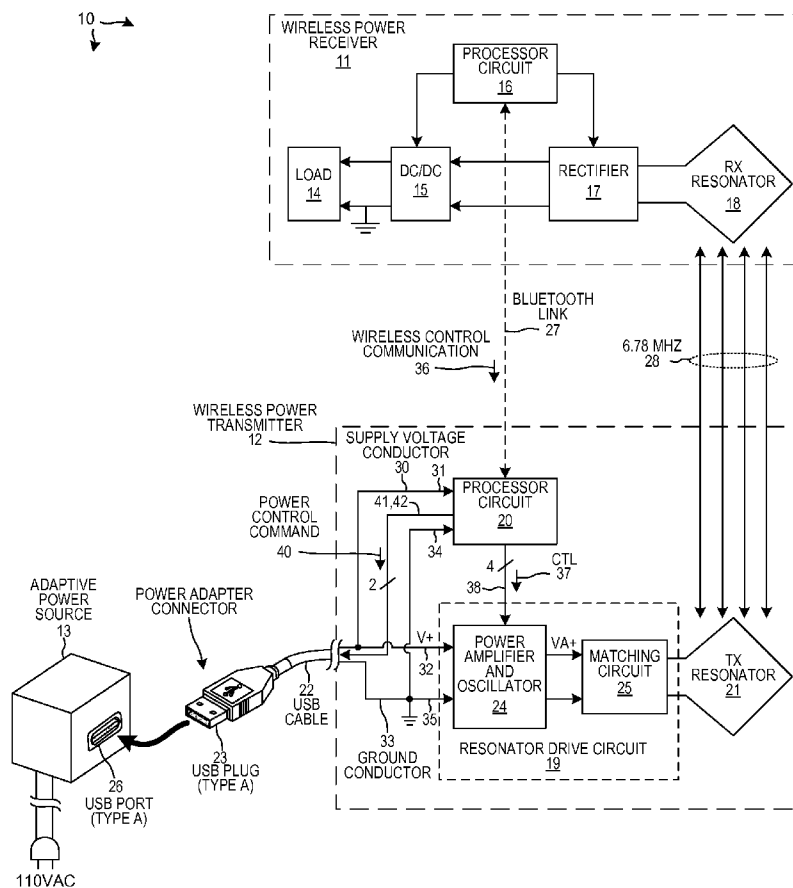 10
WIRELESS POWER
RECEIVER
11
PROCESSOR
CIRCUIT
16
LOAD
14
DC/DC
15
RECTIFIER
17
RX
RESONATOR
18
BLUETOOTH
LINK
27
WIRELESS CONTROL
COMMUNICATION
36
6.78 MHZ
28
WIRELESS POWER
TRANSMITTER
12
SUPPLY VOLTAGE
CONDUCTOR
30
31
PROCESSOR
CIRCUIT
20
41,42
34
POWER
CONTROL
COMMAND
40
2
4
38
CTL
37
ADAPTIVE
POWER
SOURCE
13
POWER ADAPTER
CONNECTOR
V+
32
POWER
AMPLIFIER
AND
OSCILLATOR
24
VA+
MATCHING
CIRCUIT
25
TX
RESONATOR
21
22
USB
CABLE
35
33
GROUND
CONDUCTOR
RESONATOR DRIVE CIRCUIT
19
23
USB PLUG
(TYPE A)
26
USB PORT
(TYPE A)
110VAC